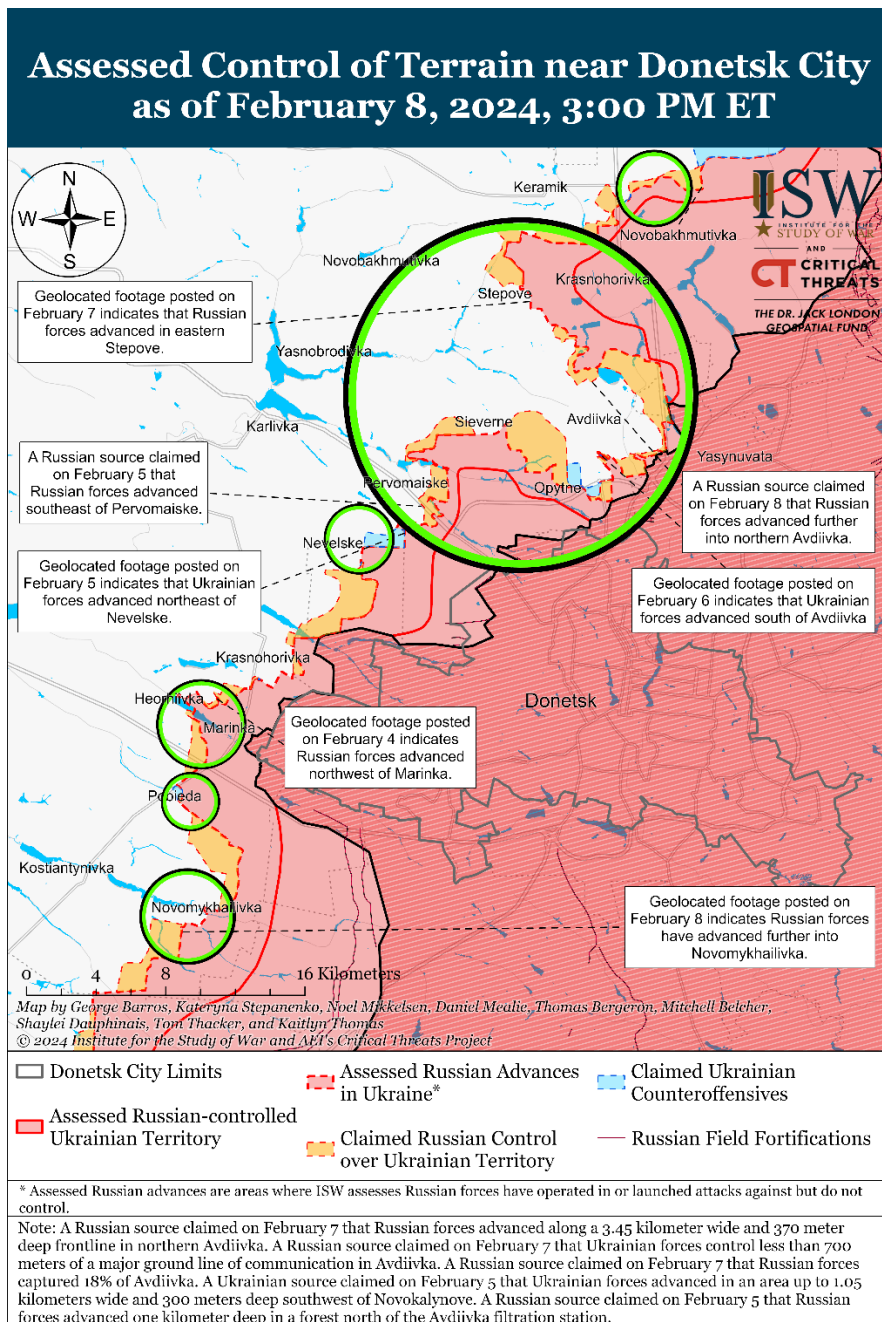 Assessed Control of Terrain near Donetsk City
as of February 8, 2024, 3:00 PM ET
N
W
E
S
ISW
INSTITUTE FOR THE
STUDY OF WAR
AND
CT CRITICAL
THREATS
THE DR. JACK LONDON
GEOSPATIAL FUND
Keramik
Novobakhmutivka
Novobakhmutivka
Krasnohorivka
Stepove
Geolocated footage posted on
February 7 indicates that Russian
forces advanced in eastern
Stepove.
Yasnobrodivka
Karlivka
Sieverne
Avdiivka
Yasynuvata
A Russian source claimed
on February 5 that
Russian forces advanced
southeast of Pervomaiske.
Pervomaiske
Opytne
A Russian source claimed
on February 8 that Russian
forces advanced further
into northern Avdiivka.
Nevelske
Geolocated footage posted on
February 5 indicates that Ukrainian
forces advanced northeast of
Nevelske.
Geolocated footage posted on
February 6 indicates that Ukrainian
forces advanced south of Avdiivka
Krasnohorivka
Heorhiivka
Marinka
Donetsk
Geolocated footage posted
on February 4 indicates
Russian forces advanced
northwest of Marinka.
Pobieda
Kostiantynivka
Novomykhailivka
Geolocated footage posted on
February 8 indicates Russian forces
have advanced further into
Novomykhailivka.
0 4 8 16 Kilometers
Map by George Barros, Kateryna Stepanenko, Noel Mikkelsen, Daniel Mealie, Thomas Bergeron, Mitchell Belcher,
Shaylei Dauphinais, Tom Thacker, and Kaitlyn Thomas
© 2024 Institute for the Study of War and AEI's Critical Threats Project
Donetsk City Limits
Assessed Russian-controlled
Ukrainian Territory
Assessed Russian Advances
in Ukraine*
Claimed Russian Control
over Ukrainian Territory
Claimed Ukrainian
Counteroffensives
Russian Field Fortifications
* Assessed Russian advances are areas where ISW assesses Russian forces have operated in or launched attacks against but do not
control.
Note: A Russian source claimed on February 7 that Russian forces advanced along a 3.45 kilometer wide and 370 meter
deep frontline in northern Avdiivka. A Russian source claimed on February 7 that Ukrainian forces control less than 700
meters of a major ground line of communication in Avdiivka. A Russian source claimed on February 7 that Russian forces
captured 18% of Avdiivka. A Ukrainian source claimed on February 5 that Ukrainian forces advanced in an area up to 1.05
kilometers wide and 300 meters deep southwest of Novokalynove. A Russian source claimed on February 5 that Russian
forces advanced one kilometer deep in a forest north of the Avdiivka filtration station.